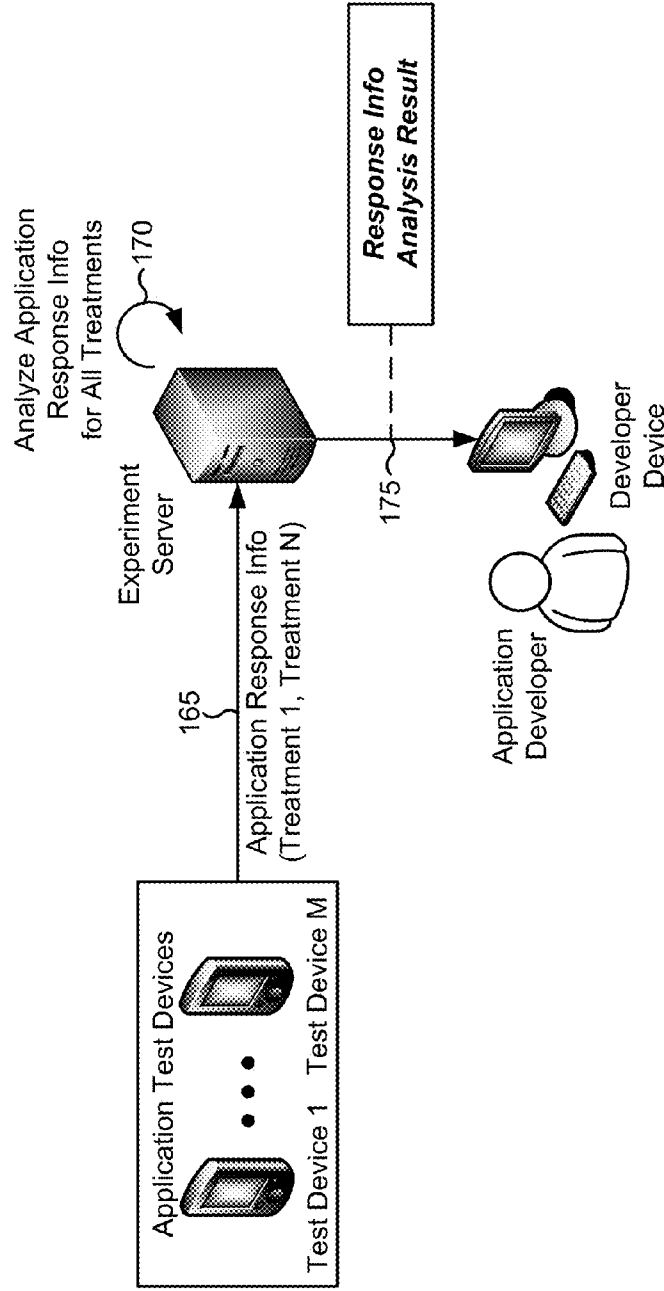 Analyze Application
Response Info
for All Treatments
170
Experiment
Server
165
Application Response Info
(Treatment 1, Treatment N)
Application Test Devices
Test Device 1
Test Device M
175
Response Info
Analysis Result
Application
Developer
Developer
Device